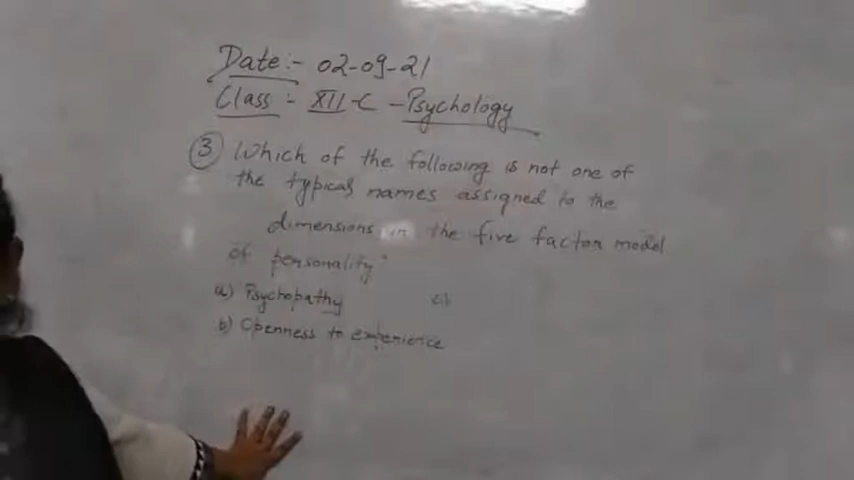 Date :- 02-09-21
Class :- XII-C - Psychology
3 Which of the following is not one of
the typical names assigned to the
dimensions in the five factor model
of personality?
a) Psychopathy c)
b) Openness to experience